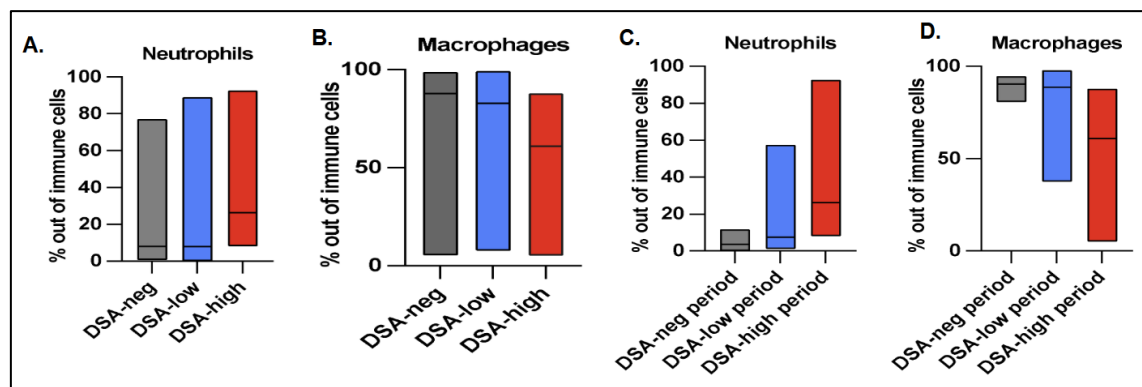 A.
Neutrophils
% out of immune cells
100
80
60
40
20
0
DSA-neg
DSA-low
DSA-high
B.
Macrophages
% out of immune cells
100
50
0
DSA-neg
DSA-low
DSA-high
C.
Neutrophils
% out of immune cells
100
80
60
40
20
0
DSA-neg period
DSA-low period
DSA-high period
D.
Macrophages
% out of immune cells
100
50
0
DSA-neg period
DSA-low period
DSA-high period